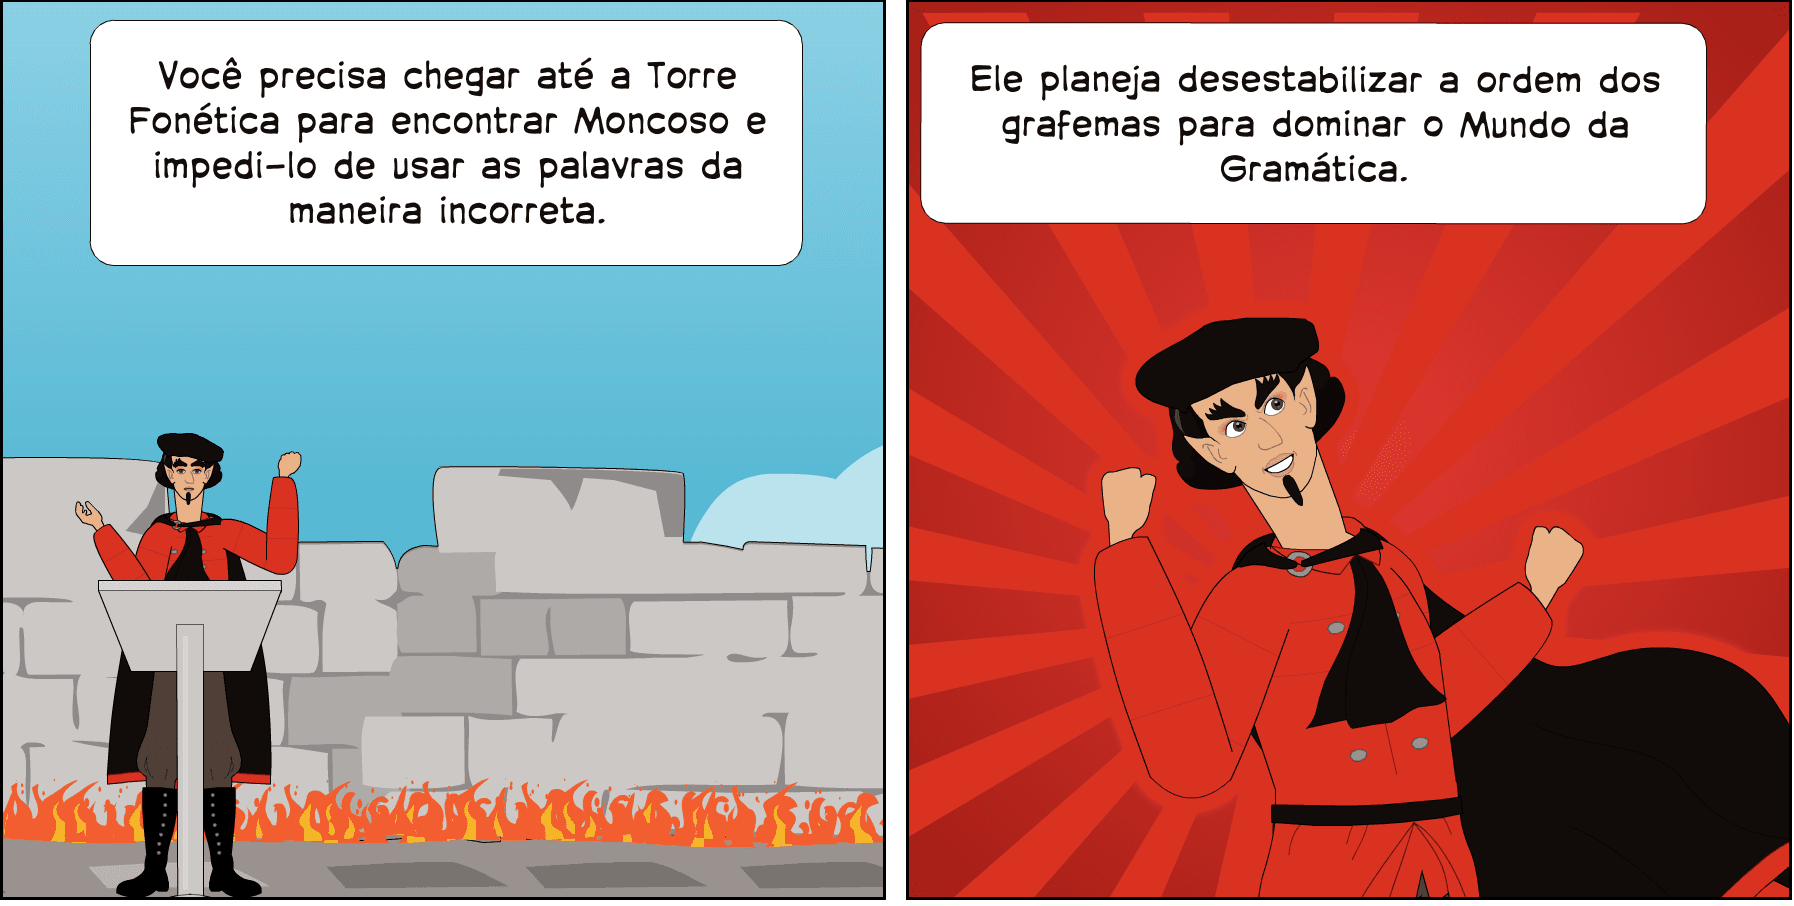 Você precisa chegar até a Torre
Fonética para encontrar Moncoso e
impedi-lo de usar as palavras da
maneira incorreta.
Ele planeja desestabilizar a ordem dos
grafemas para dominar o Mundo da
Gramática.